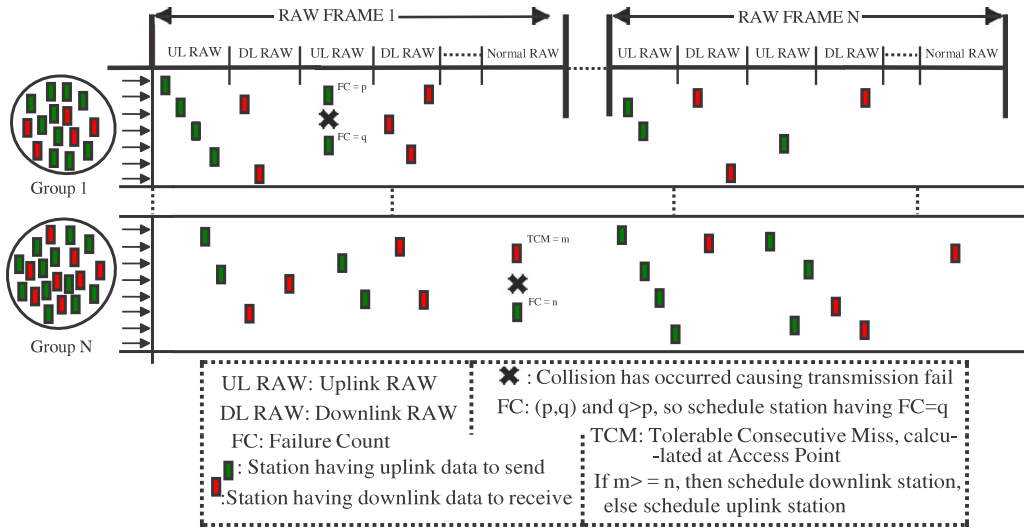 RAW FRAME 1
RAW FRAME N
UL RAW
DL RAW
UL RAW
DL RAW
Normal RAW
UL RAW
DL RAW
UL RAW
DL RAW
Normal RAW
FC = p
FC = q
Group 1
TCM = m
FC = n
Group N
UL RAW: Uplink RAW
DL RAW: Downlink RAW
FC: Failure Count
: Station having uplink data to send
:Station having downlink data to receive
: Collision has occurred causing transmission fail
FC: (p,q) and q>p, so schedule station having FC=q
TCM: Tolerable Consecutive Miss, calcu-
-lated at Access Point
If m> = n, then schedule downlink station,
else schedule uplink station